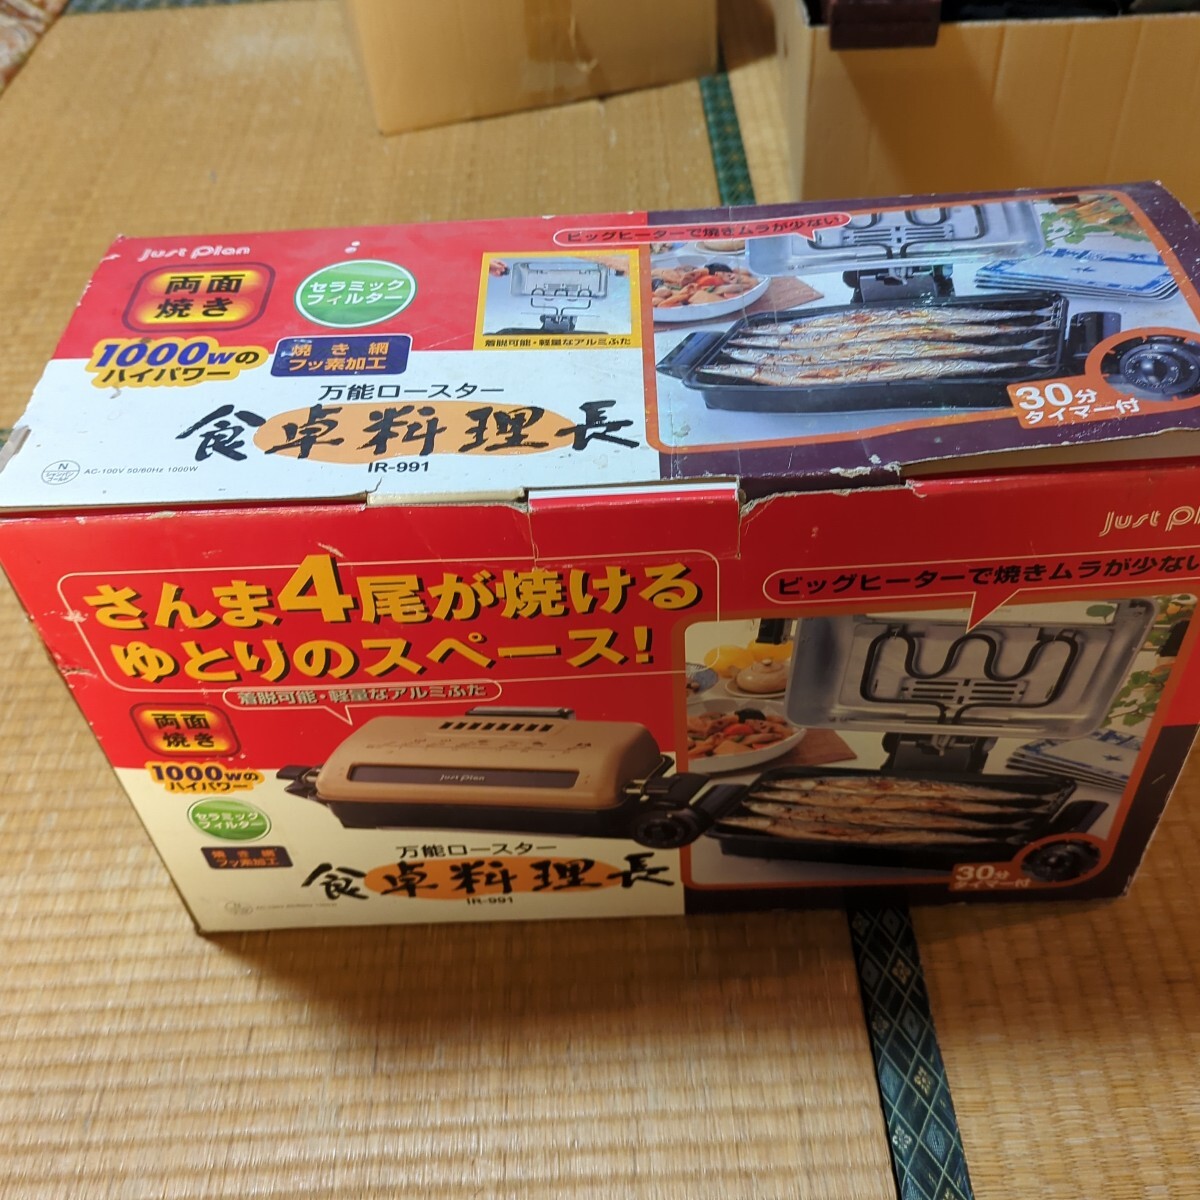 Just Plan
両面
焼き
セラミック
フィルター
1000Wの
ハイパワー
焼き網
フッ素加工
着脱可能・軽量なアルミふた
ビッグヒーターで焼きムラが少ない
30分
タイマー付
万能ロースター
食卓料理長
IR-991
N
AC-100V 50/60Hz 1000W
Just Pl
さんま4尾が焼ける
ゆとりのスペース!
着脱可能・軽量なアルミふた
ビッグヒーターで焼きムラが少ない
両面
焼き
1000Wの
ハイパワー
セラミック
フィルター
焼き網
フッ素加工
Just Plan
万能ロースター
食卓料理長
IR-991
30分
タイマー付